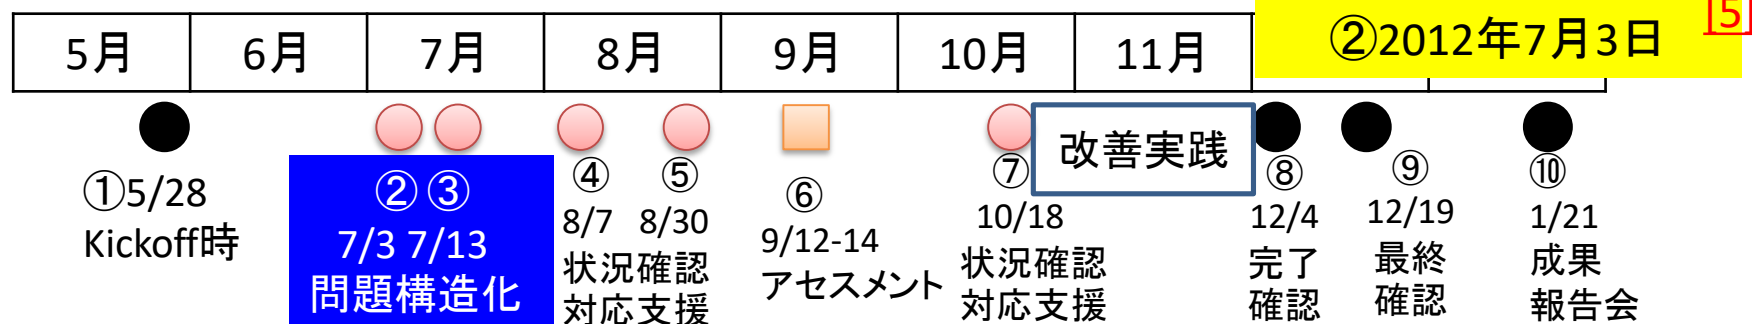 5月 6月 7月 8月 9月 10月 11月
②2012年7月3日
5
改善実践
①5/28
Kickoff時
② ③
7/3 7/13
問題構造化
④ ⑤
8/7 8/30
状況確認
対応支援
⑥
9/12-14
アセスメント
⑦
10/18
状況確認
対応支援
⑧
12/4
完了
確認
⑨
12/19
最終
確認
⑩
1/21
成果
報告会